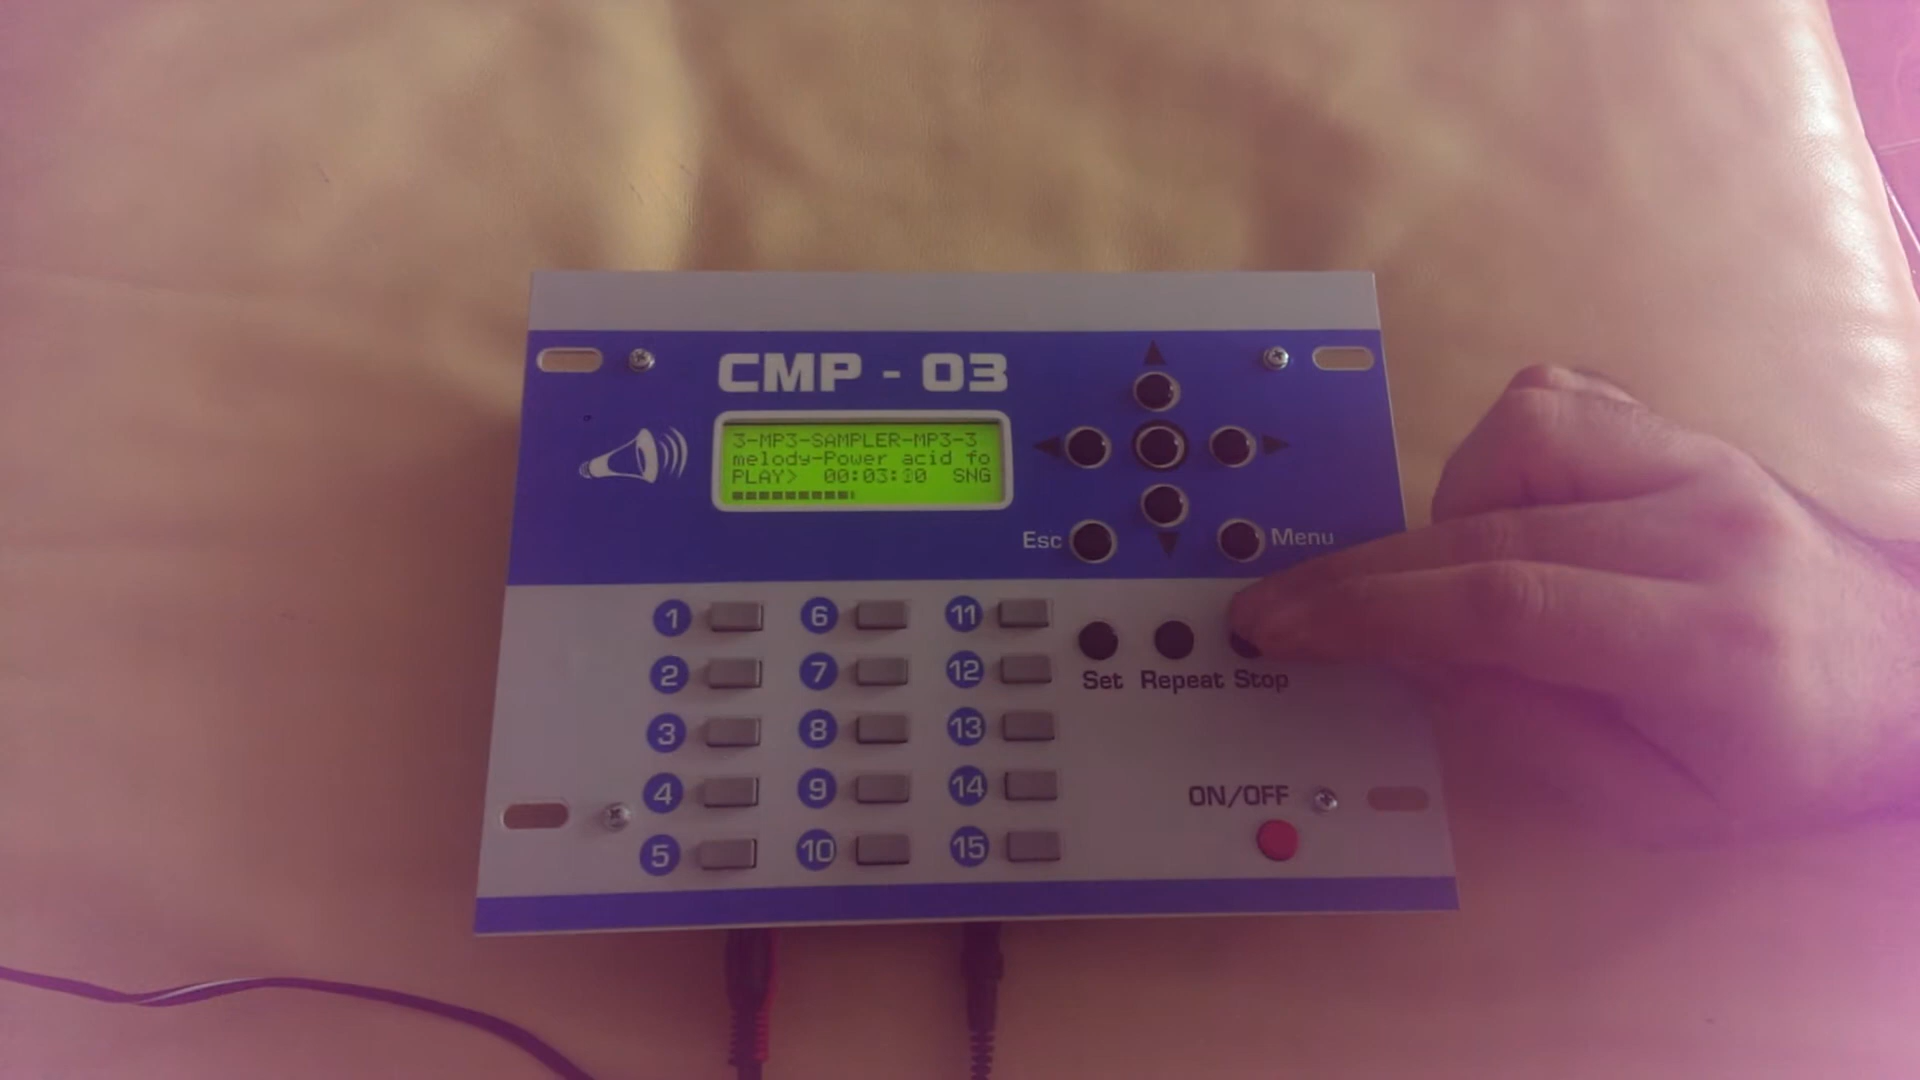 CMP - 03
3-MP3-SAMPLER-MP3-3
melody-Power acid fo
PLAY> 00:03: SNG
Esc
Menu
1 6 11
Set Repeat Stop
2 7 12
3 8 13
4 9 14
ON/OFF
5 10 15